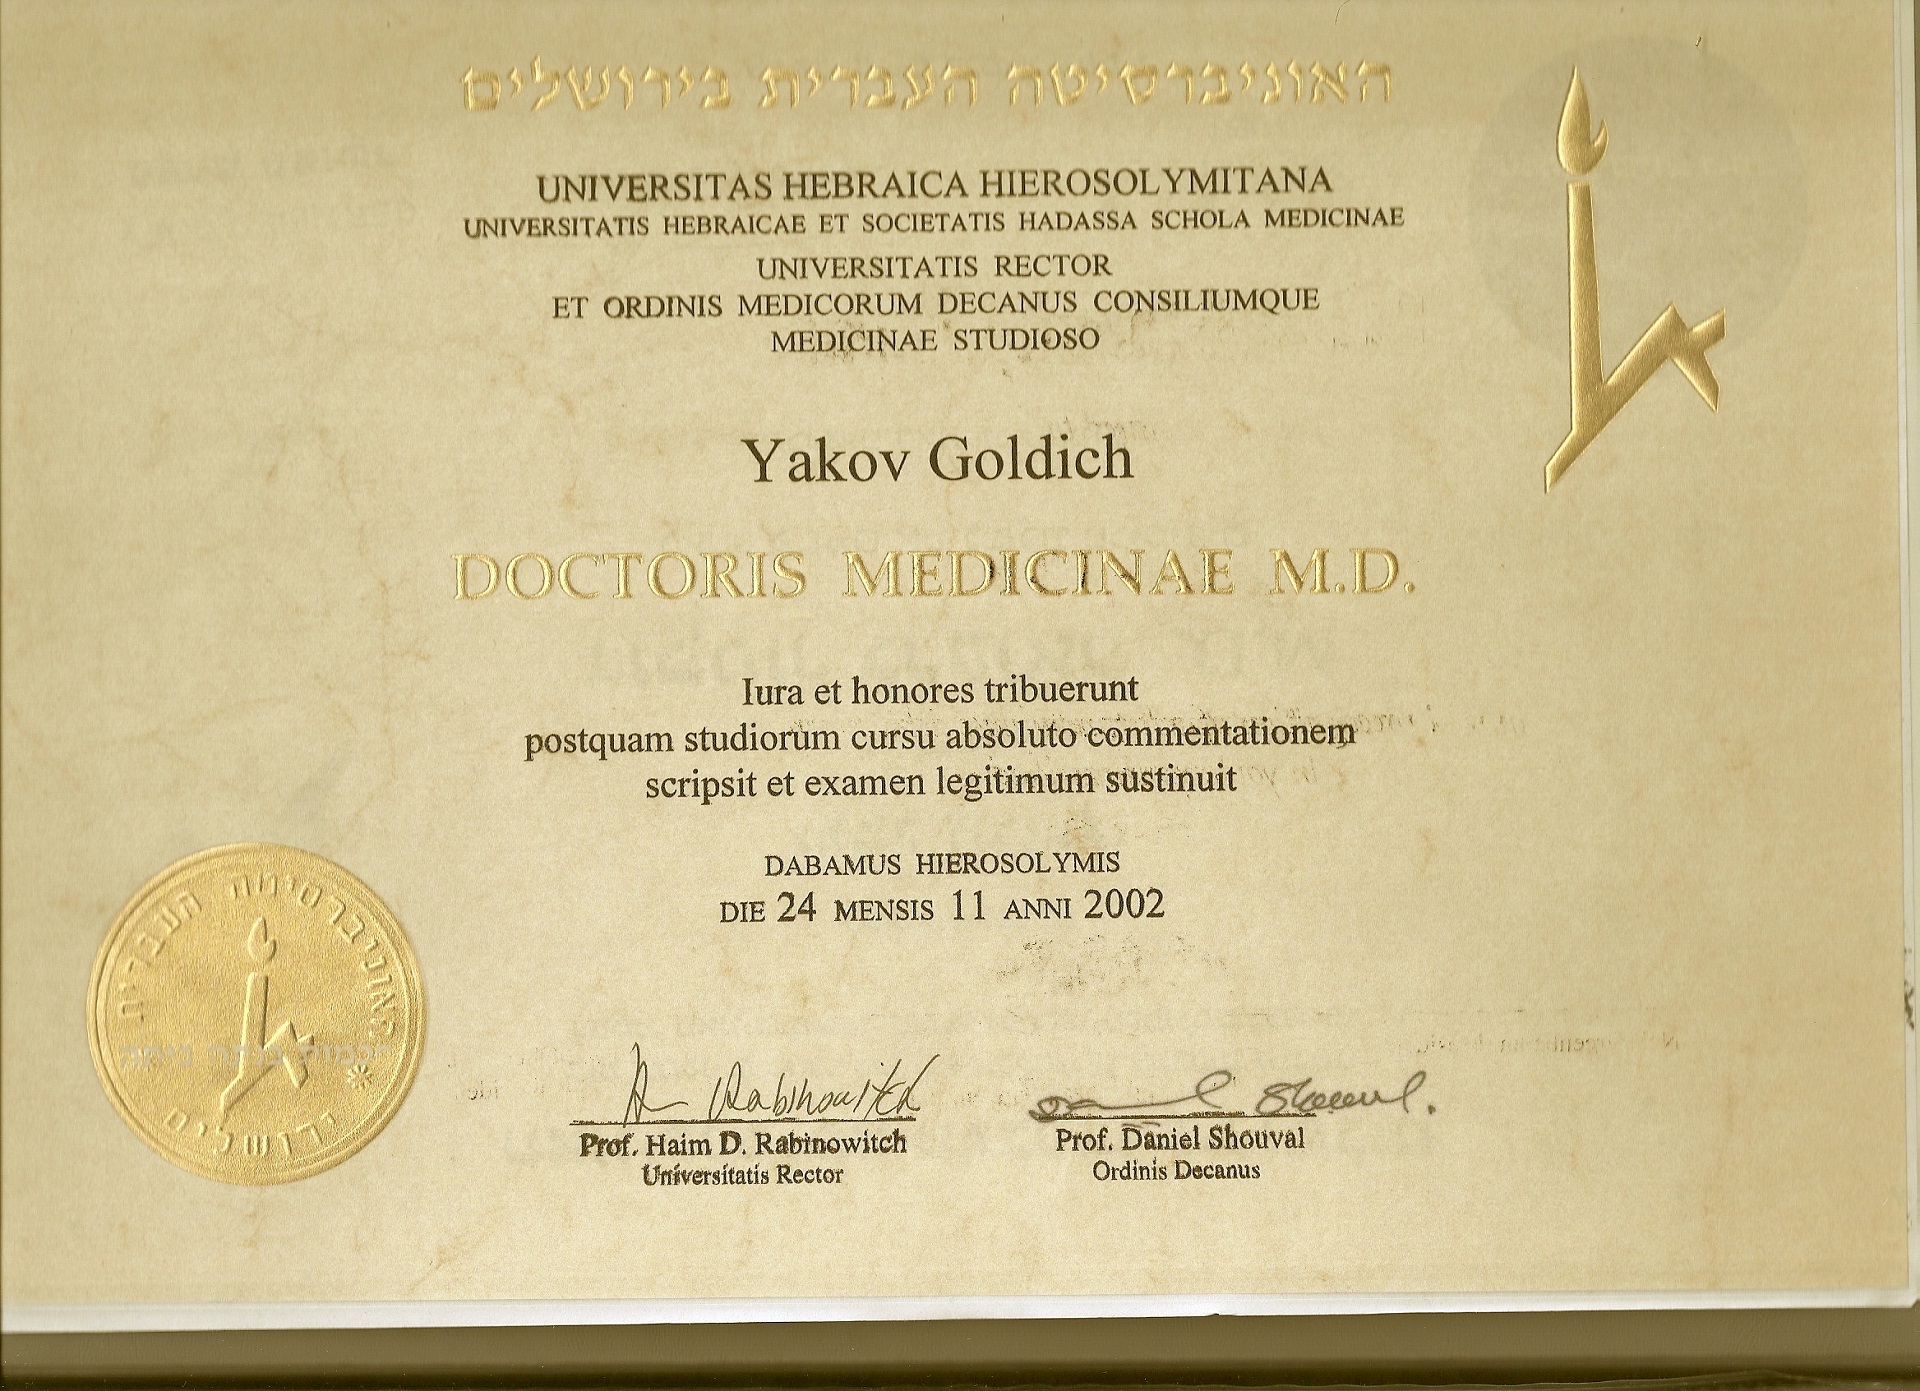 האוניברסיטה העברית בירושלים
UNIVERSITAS HEBRAICA HIEROSOLYMITANA
UNIVERSITATIS HEBRAICAE ET SOCIETATIS HADASSA SCHOLA MEDICINAE
UNIVERSITATIS RECTOR
ET ORDINIS MEDICORUM DECANUS CONSILIUMQUE
MEDICINAE STUDIOSO
Yakov Goldich
DOCTORIS MEDICINAE M.D.
Iura et honores tribuerunt
postquam studiorum cursu absoluto commentationem
scripsit et examen legitimum sustinuit
DABAMUS HIEROSOLYMIS
DIE 24 MENSIS 11 ANNI 2002
האוניברסיטה העברית
ירושלים
Prof. Haim D. Rabinowitch
Universitatis Rector
Prof. Daniel Shouval
Ordinis Decanus